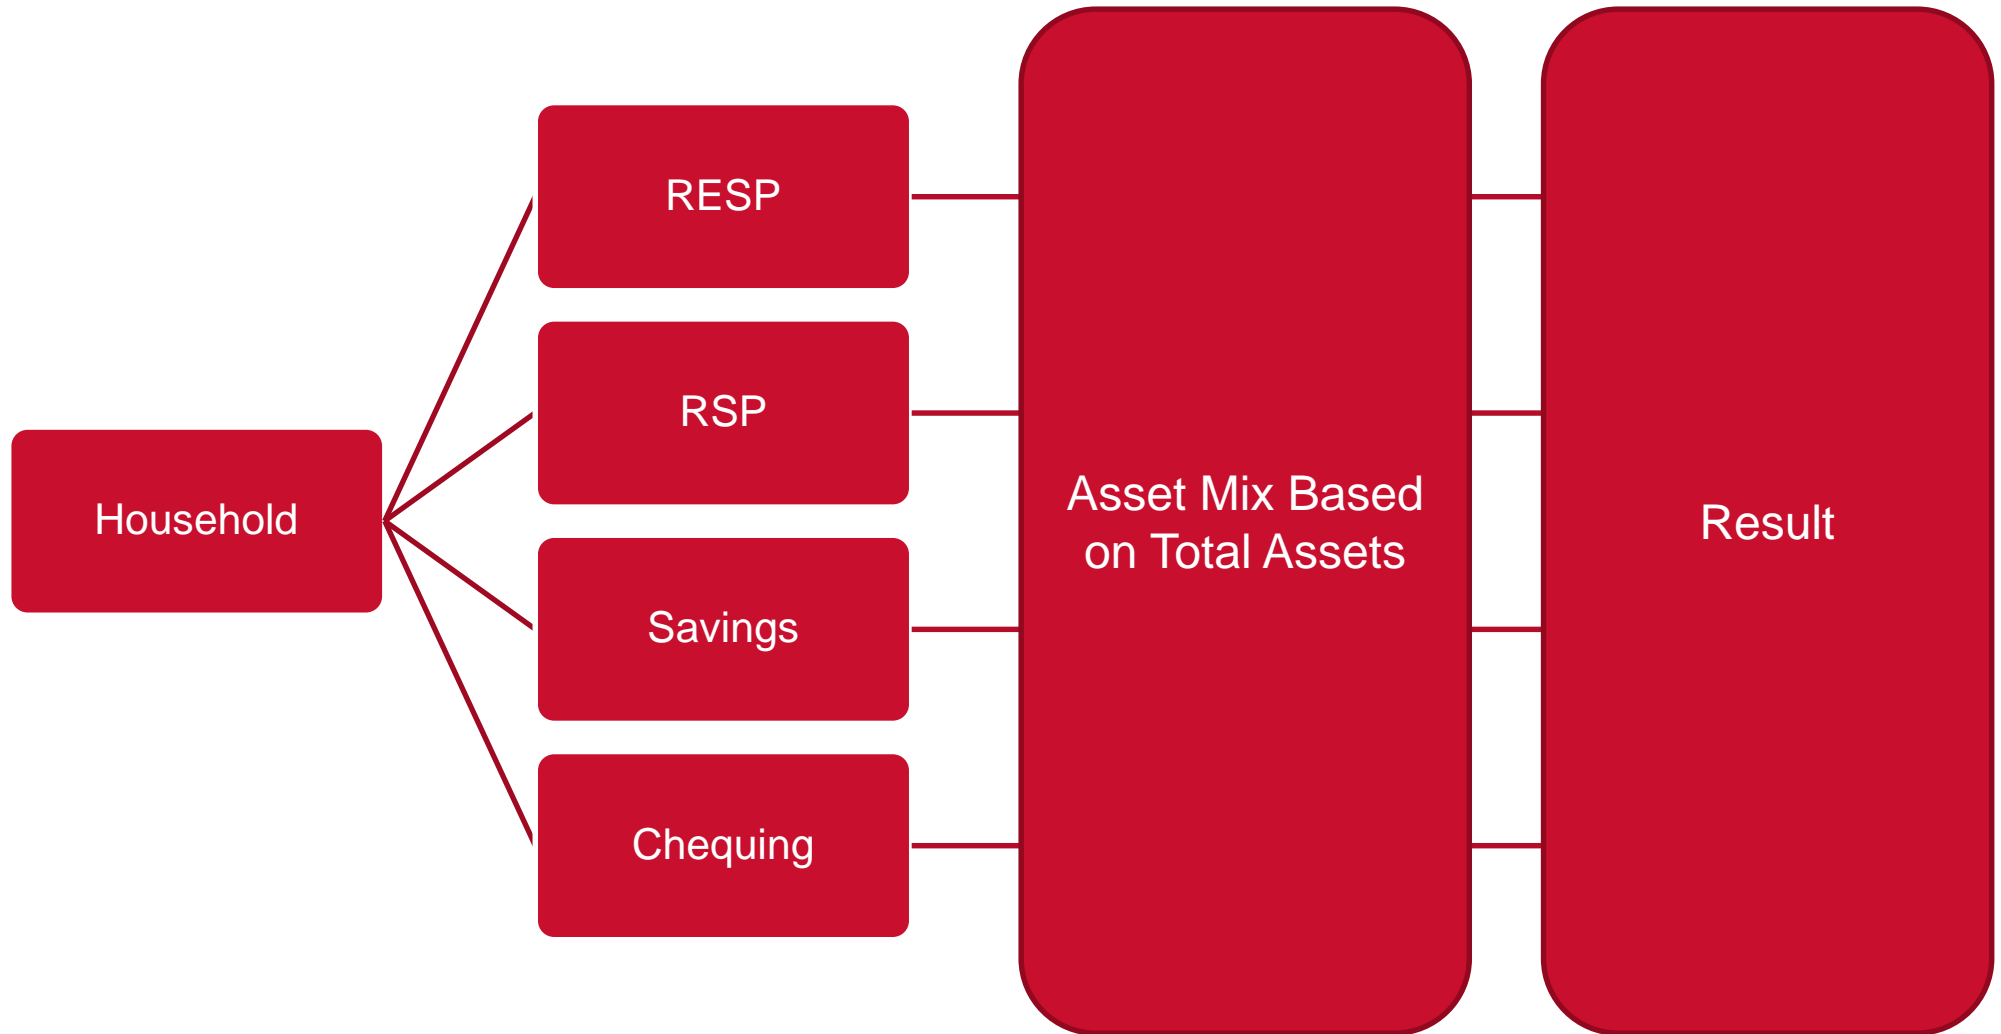 Household
RESP
RSP
Savings
Chequing
Asset Mix Based
on Total Assets
Result